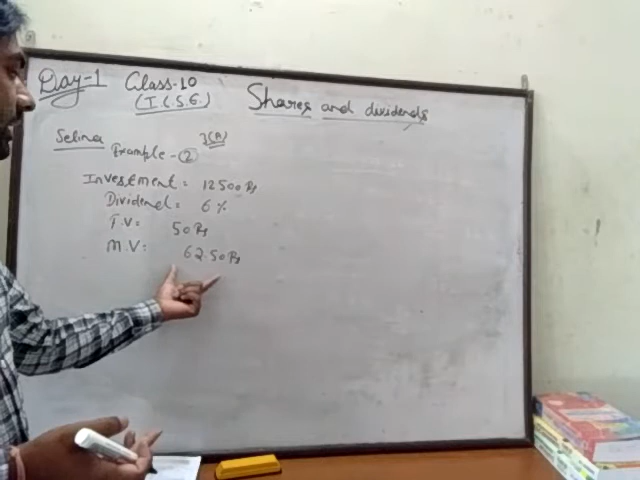 Day-1 Class-10
(I.C.S.E.) Shares and dividends
Selina 3(A)
Example-2
Investment = 12500 Rs
Dividend = 6%
F.V = 50 Rs
M.V = 62.50 Rs